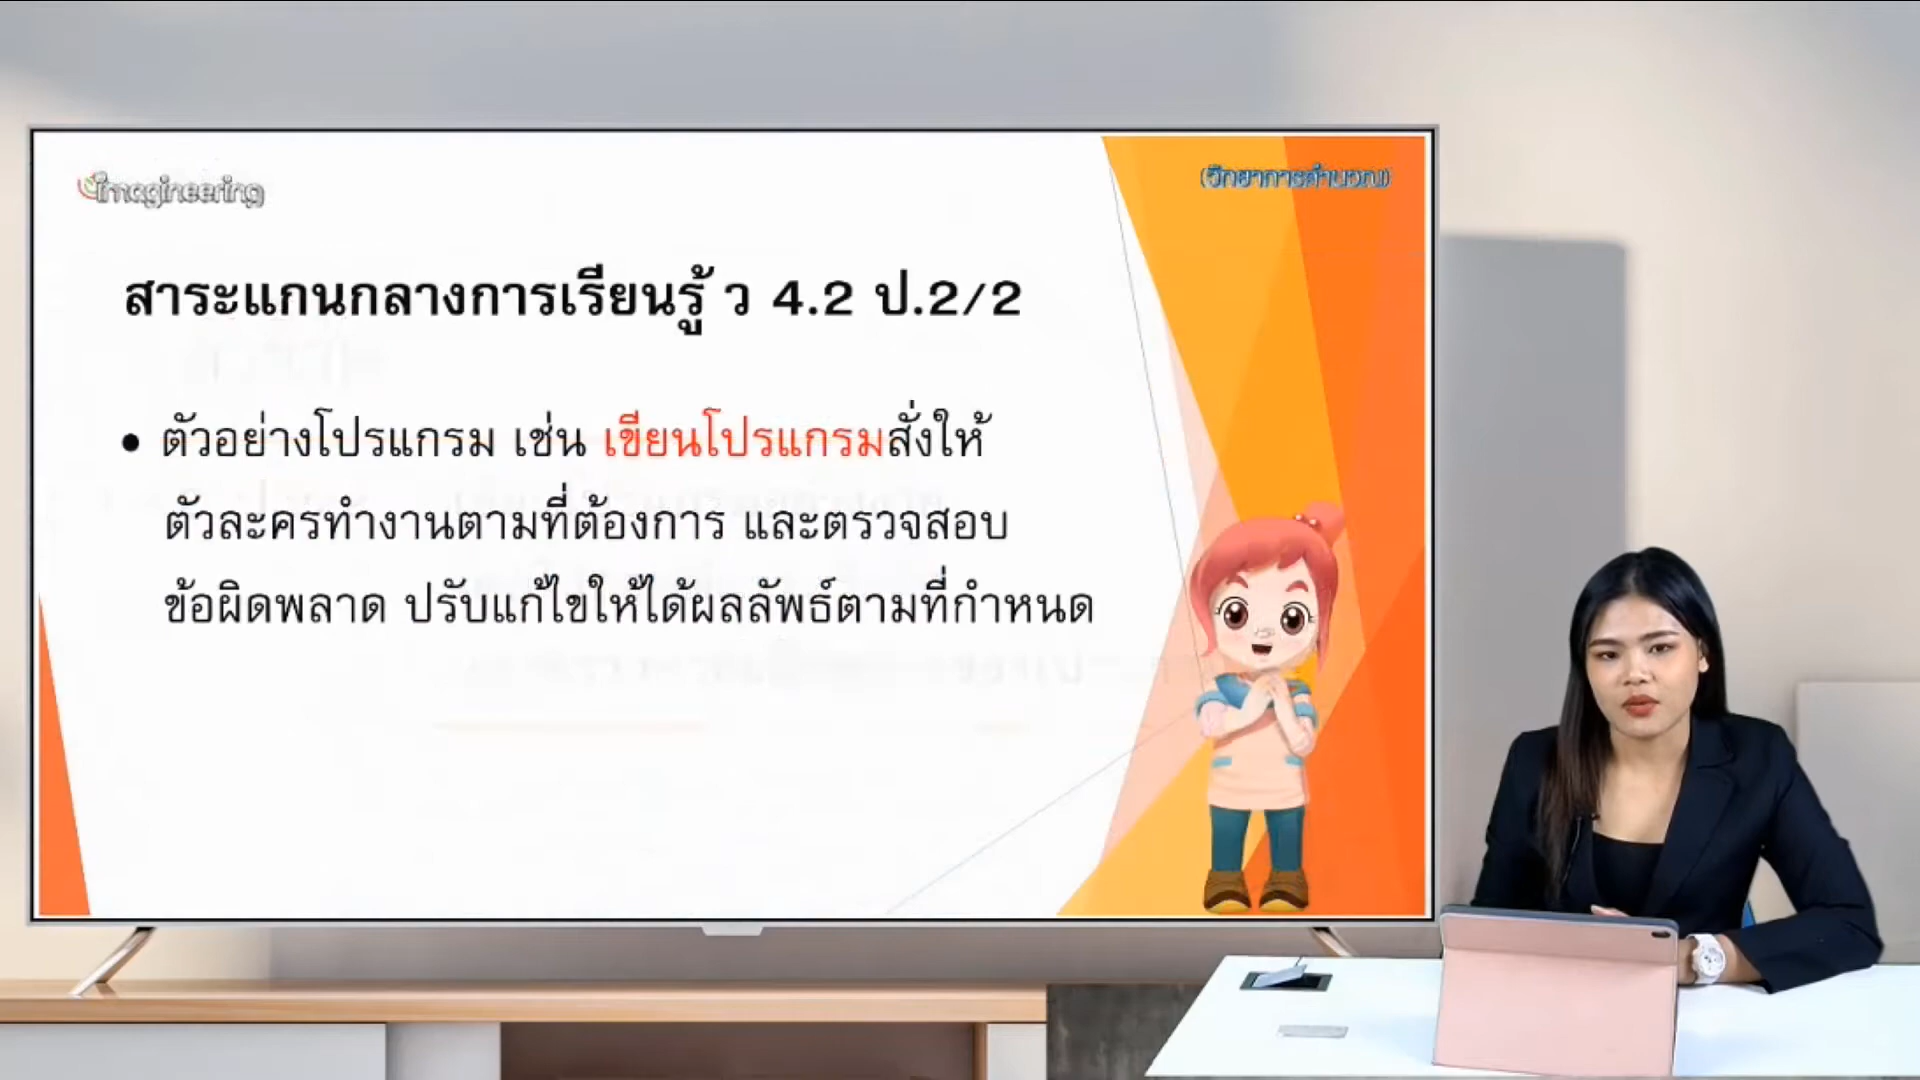 imagineering
(วิทยาการคำนวณ)
สาระแกนกลางการเรียนรู้ ว 4.2 ป.2/2
• ตัวอย่างโปรแกรม เช่น เขียนโปรแกรมสั่งให้
ตัวละครทำงานตามที่ต้องการ และตรวจสอบ
ข้อผิดพลาด ปรับแก้ไขให้ได้ผลลัพธ์ตามที่กำหนด